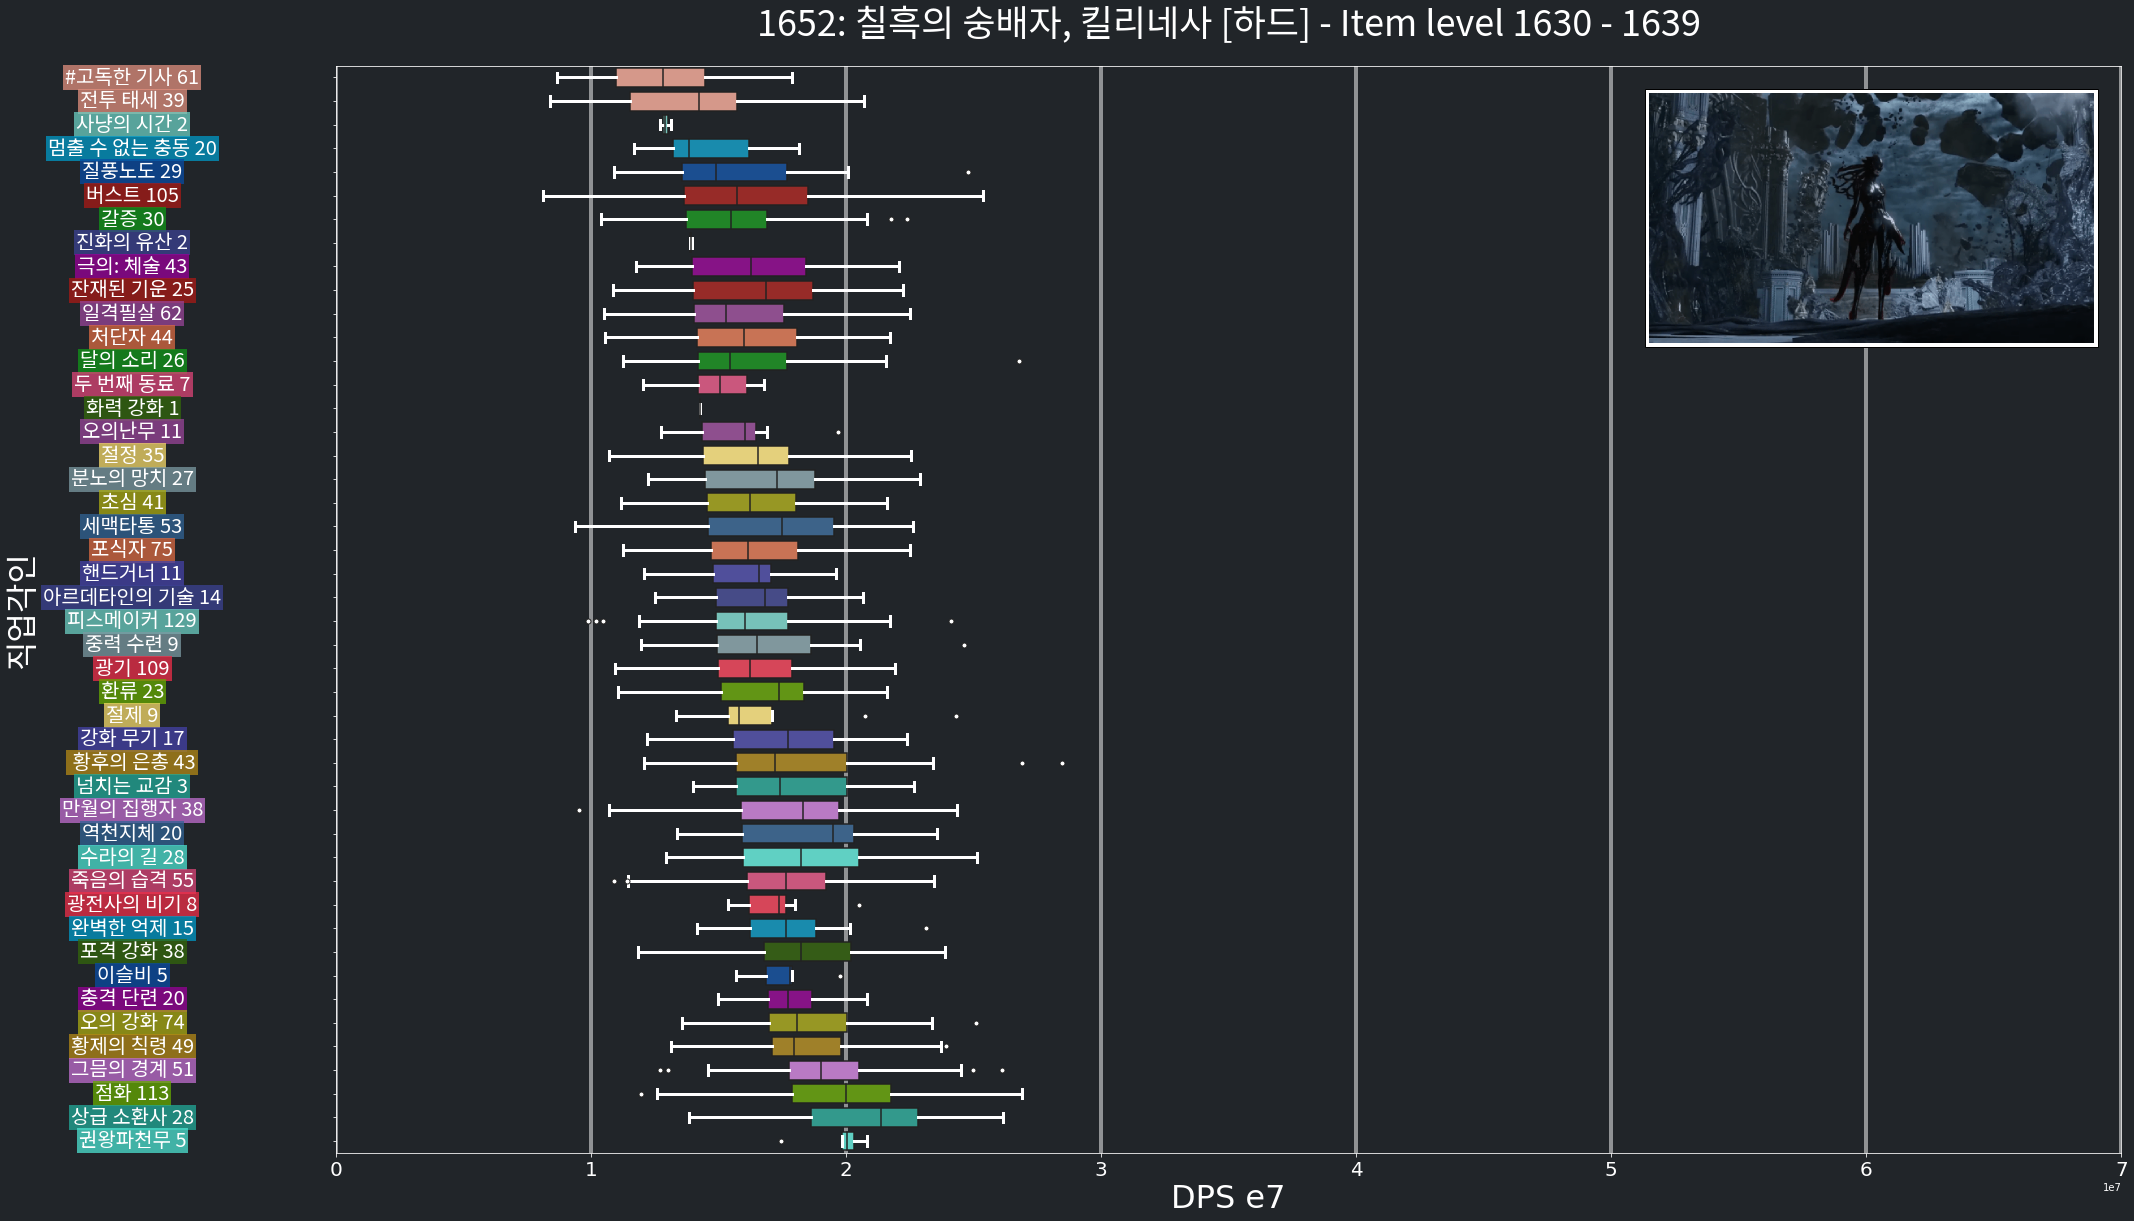 1652: 칠흑의 숭배자, 킬리네사 [하드] - Item level 1630 - 1639
#고독한 기사 61
전투 태세 39
사냥의 시간 2
멈출 수 없는 충동 20
질풍노도 29
버스트 105
갈증 30
진화의 유산 2
극의: 체술 43
잔재된 기운 25
일격필살 62
처단자 44
달의 소리 26
두 번째 동료 7
화력 강화 1
오의난무 11
절정 35
분노의 망치 27
초심 41
세맥타통 53
포식자 75
핸드거너 11
아르데타인의 기술 14
피스메이커 129
중력 수련 9
광기 109
환류 23
절제 9
강화 무기 17
황후의 은총 43
넘치는 교감 3
만월의 집행자 38
역천지체 20
수라의 길 28
죽음의 습격 55
광전사의 비기 8
완벽한 억제 15
포격 강화 38
이슬비 5
충격 단련 20
오의 강화 74
황제의 칙령 49
그믐의 경계 51
점화 113
상급 소환사 28
권왕파천무 5
직업각인
0 1 2 3 4 5 6 7
1e7
DPS e7